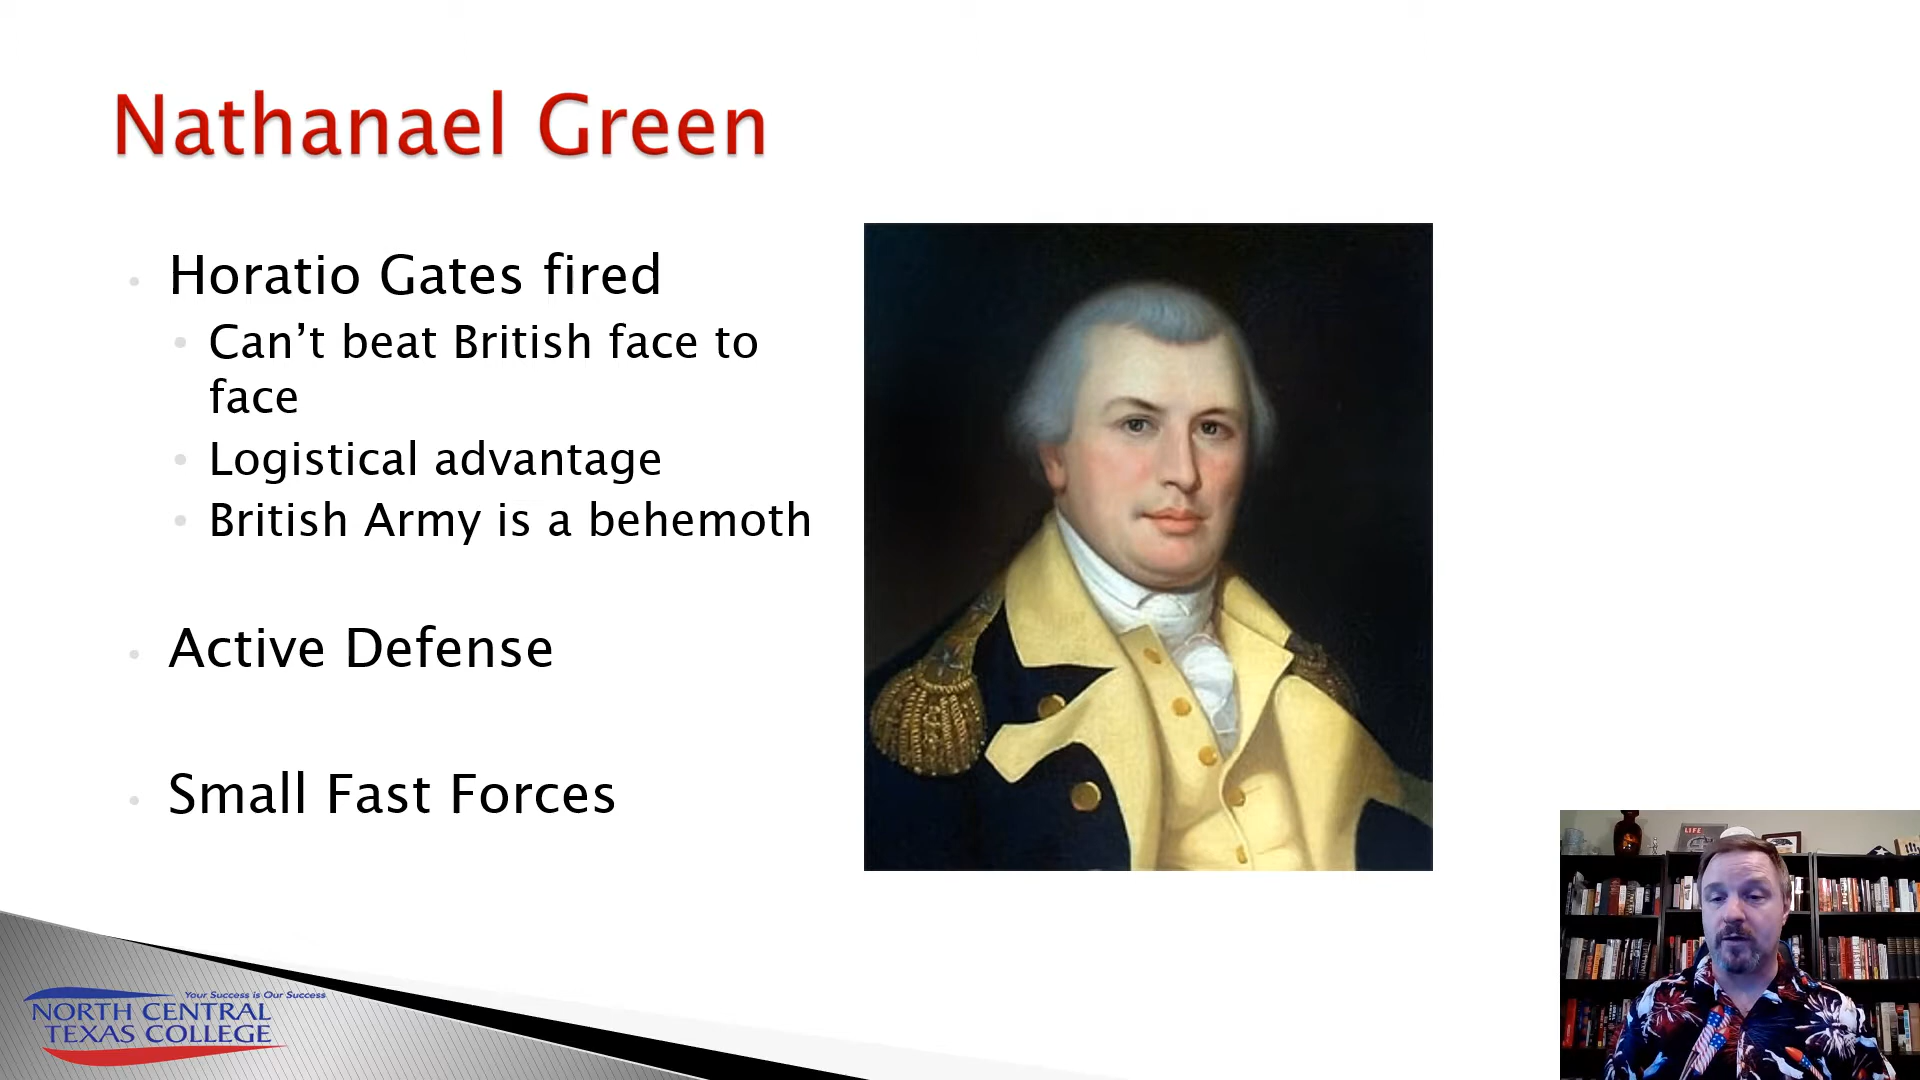 Nathanael Green
Horatio Gates fired
Can’t beat British face to
face
Logistical advantage
British Army is a behemoth
Active Defense
Small Fast Forces
Your Success is Our Success
NORTH CENTRAL
TEXAS COLLEGE
LIFE